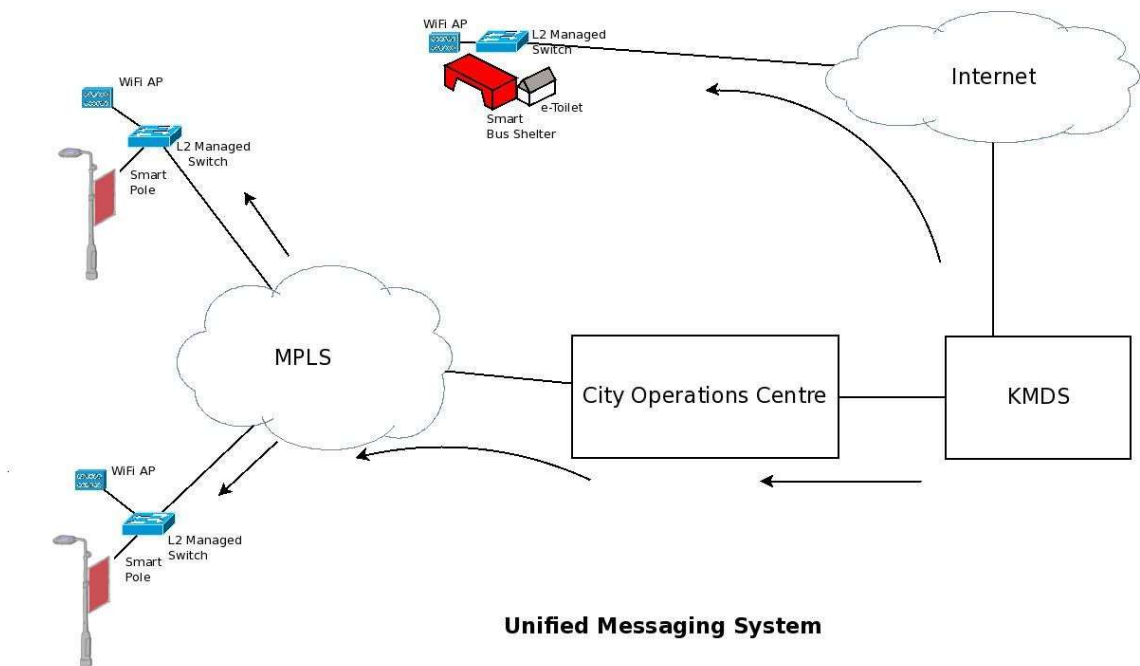 WiFi AP
L2 Managed
Switch
Internet
e-Toilet
Smart
Bus Shelter
WiFi AP
L2 Managed
Switch
Smart
Pole
MPLS
City Operations Centre
KMDS
WiFi AP
L2 Managed
Switch
Smart
Pole
Unified Messaging System